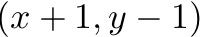 (x + 1, y − 1)